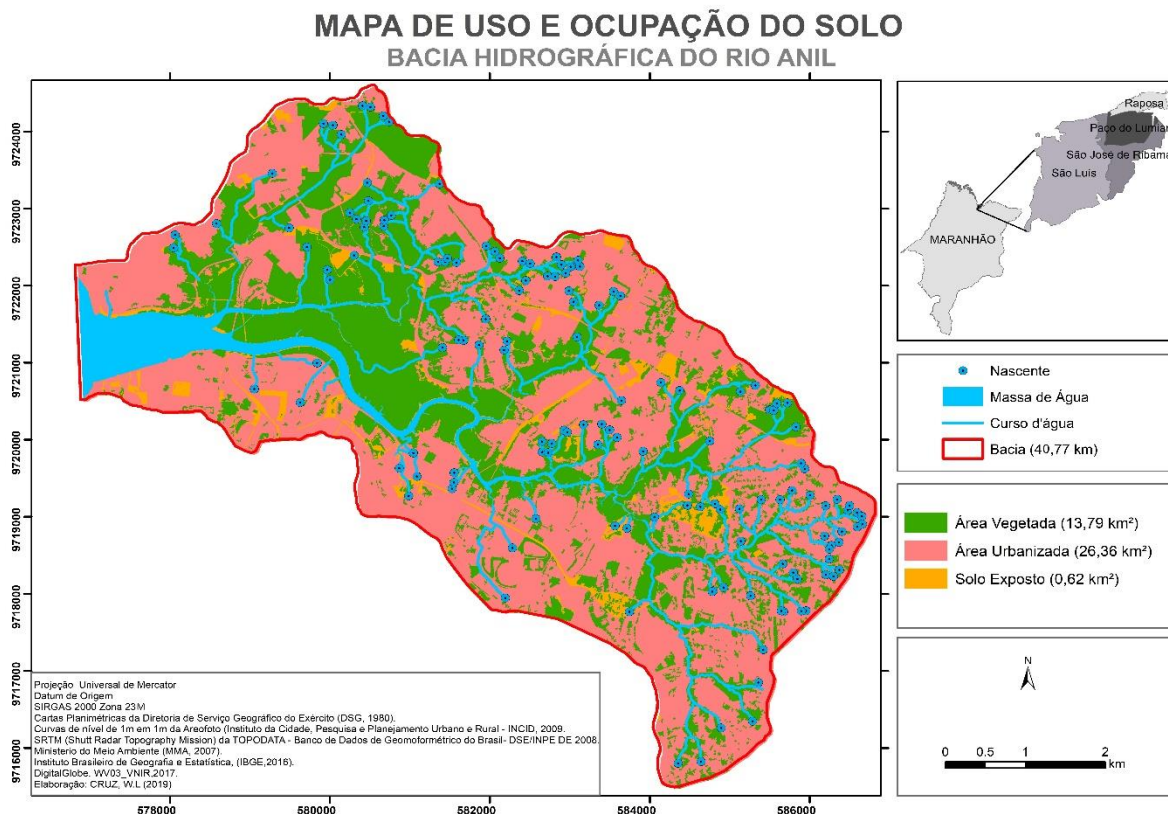 MAPA DE USO E OCUPAÇÃO DO SOLO
BACIA HIDROGRÁFICA DO RIO ANIL
9724000
9723000
9722000
9721000
9720000
9719000
9718000
9717000
9716000
578000
580000
582000
584000
586000
Projeção Universal de Mercator
Datum de Origem
SIRGAS 2000 Zona 23M
Cartas Planimétricas da Diretoria de Serviço Geográfico do Exército (DSG, 1980).
Curvas de nível de 1m em 1m da Areofoto (Instituto da Cidade, Pesquisa e Planejamento Urbano e Rural - INCID, 2009.
SRTM (Shutt Radar Topography Mission) da TOPODATA - Banco de Dados de Geomoformétrico do Brasil- DSE/INPE DE 2008.
Ministerio do Meio Ambiente (MMA, 2007).
Instituto Brasileiro de Geografia e Estatística, (IBGE,2016).
DigitalGlobe. WV03_VNIR,2017.
Elaboração: CRUZ, W.L (2019)
Raposa
Paço do Lumiar
São José de Ribama
São Luis
MARANHÃO
Nascente
Massa de Água
Curso d'água
Bacia (40,77 km)
Área Vegetada (13,79 km²)
Área Urbanizada (26,36 km²)
Solo Exposto (0,62 km²)
N
0 0.5 1 2
km